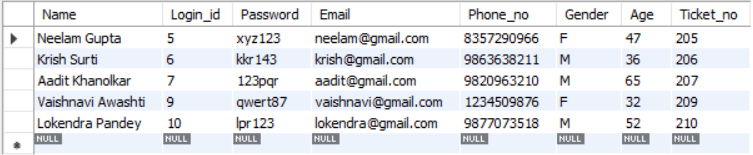 Name Login_id Password Email Phone_no Gender Age Ticket_no
Neelam Gupta 5 xyz123 neelam@gmail.com 8357290966 F 47 205
Krish Surti 6 kkr143 krish@gmail.com 9863638211 M 36 206
Aadit Khanolkar 7 123pqr aadit@gmail.com 9820963210 M 65 207
Vaishnavi Awashti 9 qwert87 vaishnavi@gmail.com 1234509876 F 32 209
Lokendra Pandey 10 lpr123 lokendra@gmail.com 9877073518 M 52 210
NULL NULL NULL NULL NULL NULL NULL NULL